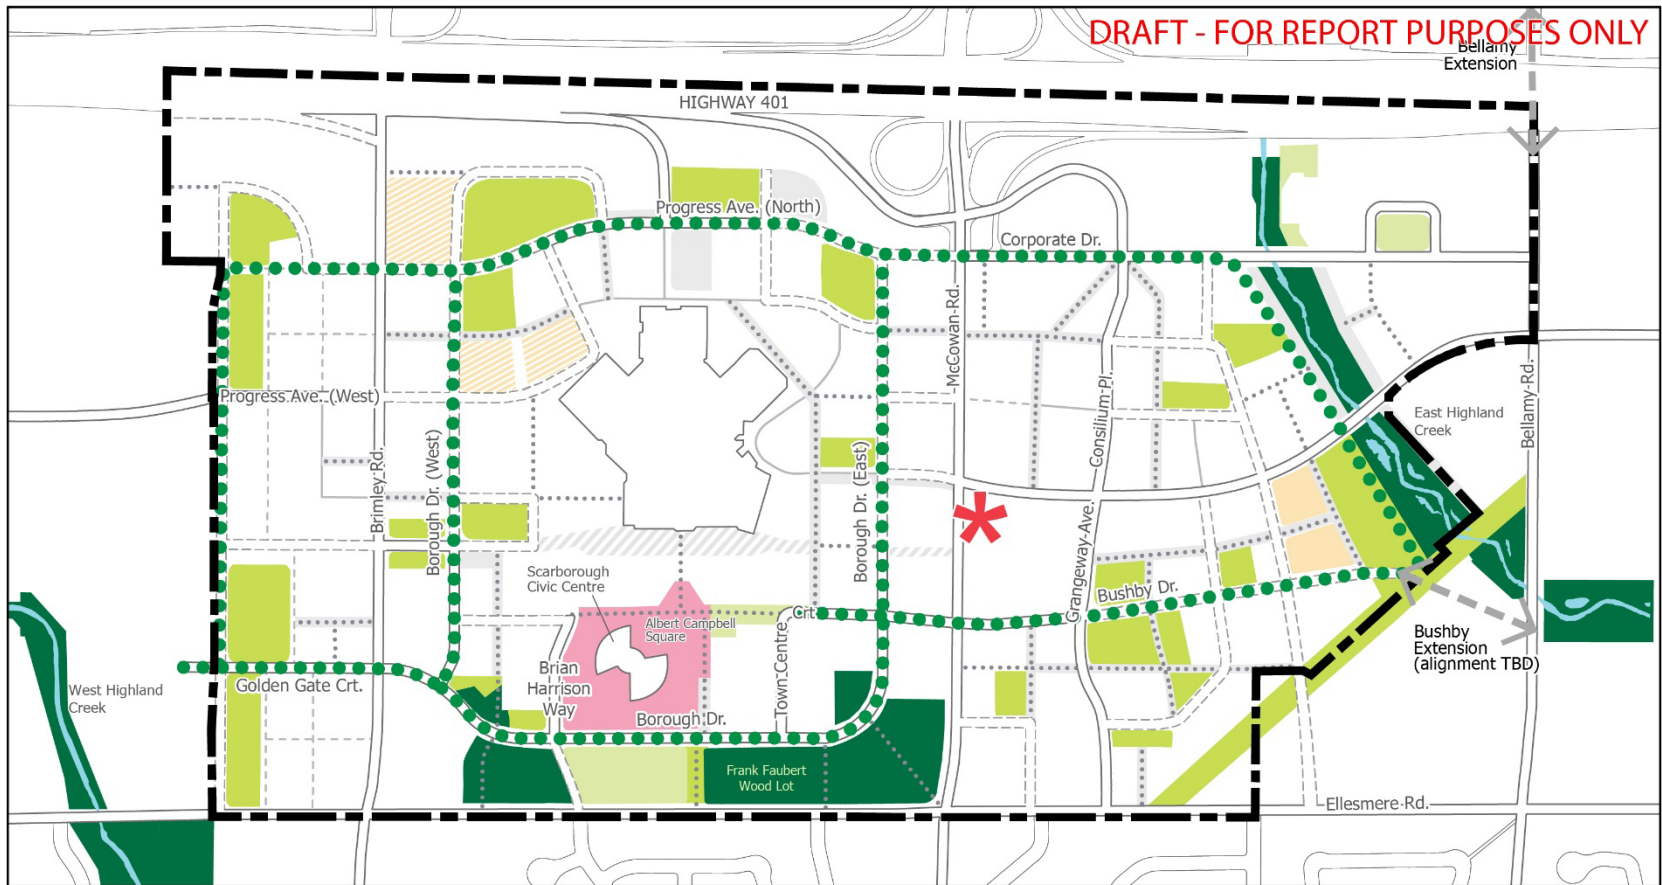 DRAFT - FOR REPORT PURPOSES ONLY
Bellamy
Extension
HIGHWAY 401
Progress Ave. (North)
Corporate Dr.
McCowan Rd.
Progress Ave. (West)
Brimley Rd.
Borough Dr. (West)
Borough Dr. (East)
Consilium Pl.
Grangeway Ave.
East Highland
Creek
Bellamy Rd.
Scarborough
Civic Centre
Albert Campbell
Square
Town Centre
Crt.
Bushby Dr.
Bushby
Extension
(alignment TBD)
West Highland
Creek
Golden Gate Crt.
Brian
Harrison
Way
Borough Dr.
Frank Faubert
Wood Lot
Ellesmere Rd.